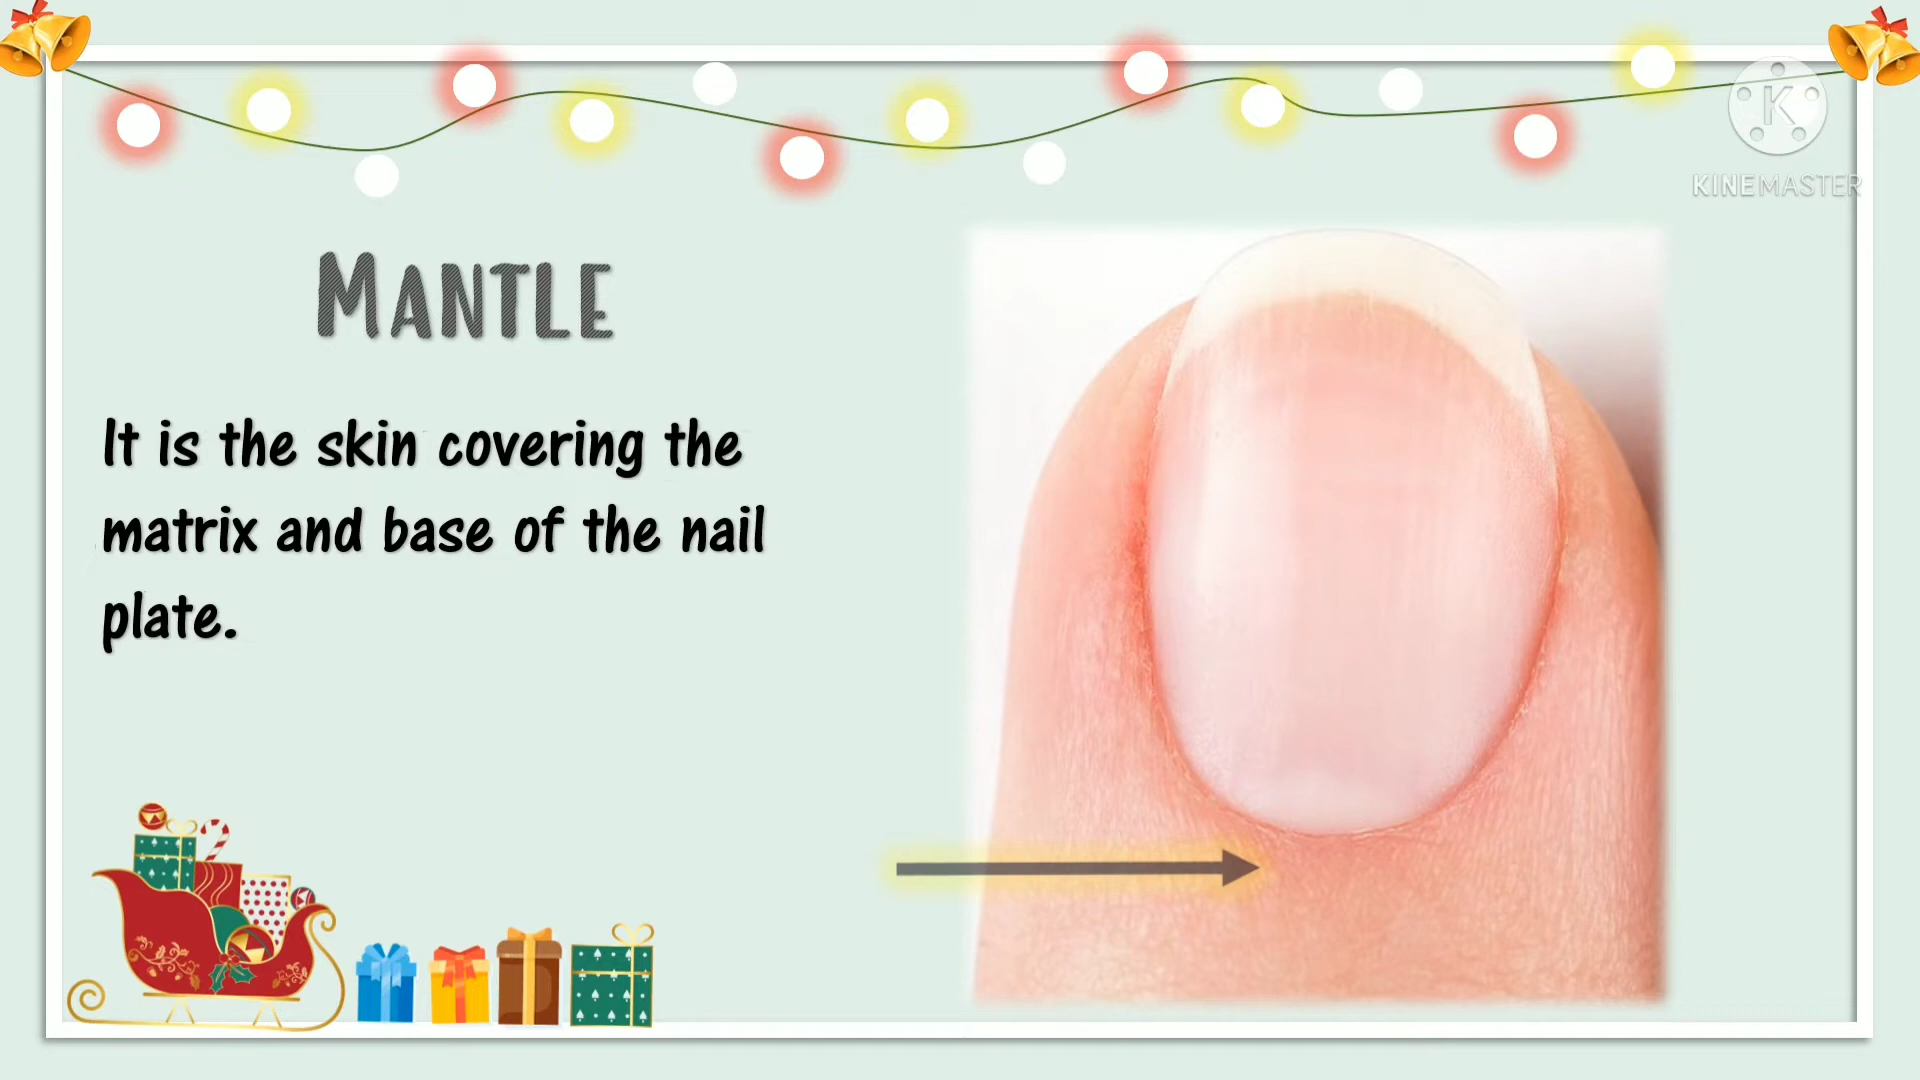 KINEMASTER
MANTLE
It is the skin covering the
matrix and base of the nail
plate.